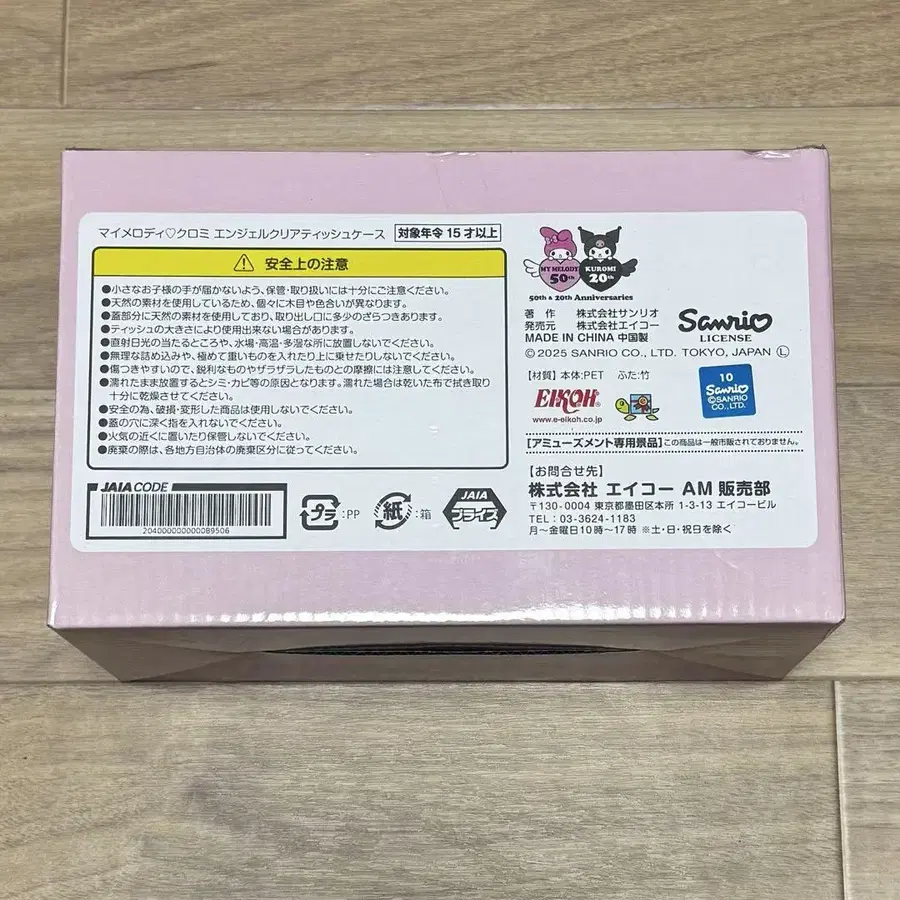 マイメロディ♡クロミ エンジェルクリアティッシュケース 対象年令 15才以上
⚠ 安全上の注意
●小さなお子様の手が届かないよう、保管・取り扱いには十分にご注意ください。
●天然の素材を使用しているため、個々に木目や色合いが異なります。
●蓋部分に天然の素材を使用しており、取り出し口に多少のざらつきあります。
●ティッシュの大きさにより使用出来ない場合があります。
●直射日光の当たるところや、水場・高温・多湿な所に放置しないでください。
●無理な詰め込みや、極めて重いものを入れたり上に乗せたりしないでください。
●傷つきやすいので、鋭利なものやザラザラしたものとの摩擦には注意してください。
●濡れたまま放置するとシミ・カビ等の原因となります。濡れた場合は乾いた布で拭き取り
十分に乾燥させてください。
●安全の為、破損・変形した商品は使用しないでください。
●蓋の穴に深く指を入れないでください。
●火気の近くに置いたり保管しないでください。
●廃棄の際は、各地方自治体の廃棄区分に従ってください。
JAIA CODE
2040000000000089506
プラ :PP
紙 :箱
JAIA
プライズ
MY MELODY
50th
KUROMI
20th
50th & 20th Anniversaries
著 作 株式会社サンリオ
発売元 株式会社エイコー
MADE IN CHINA 中国製
Sanrio
LICENSE
© 2025 SANRIO CO., LTD. TOKYO, JAPAN Ⓛ
【材質】本体:PET ふた:竹
EIKOH
www.e-eikoh.co.jp
10
Sanrio
©SANRIO
CO.,LTD.
【アミューズメント専用景品】この商品は一般市販されておりません。
【お問合せ先】
株式会社 エイコー AM 販売部
〒130-0004 東京都墨田区本所 1-3-13 エイコービル
TEL : 03-3624-1183
月～金曜日10時～17時 ※土・日・祝日を除く